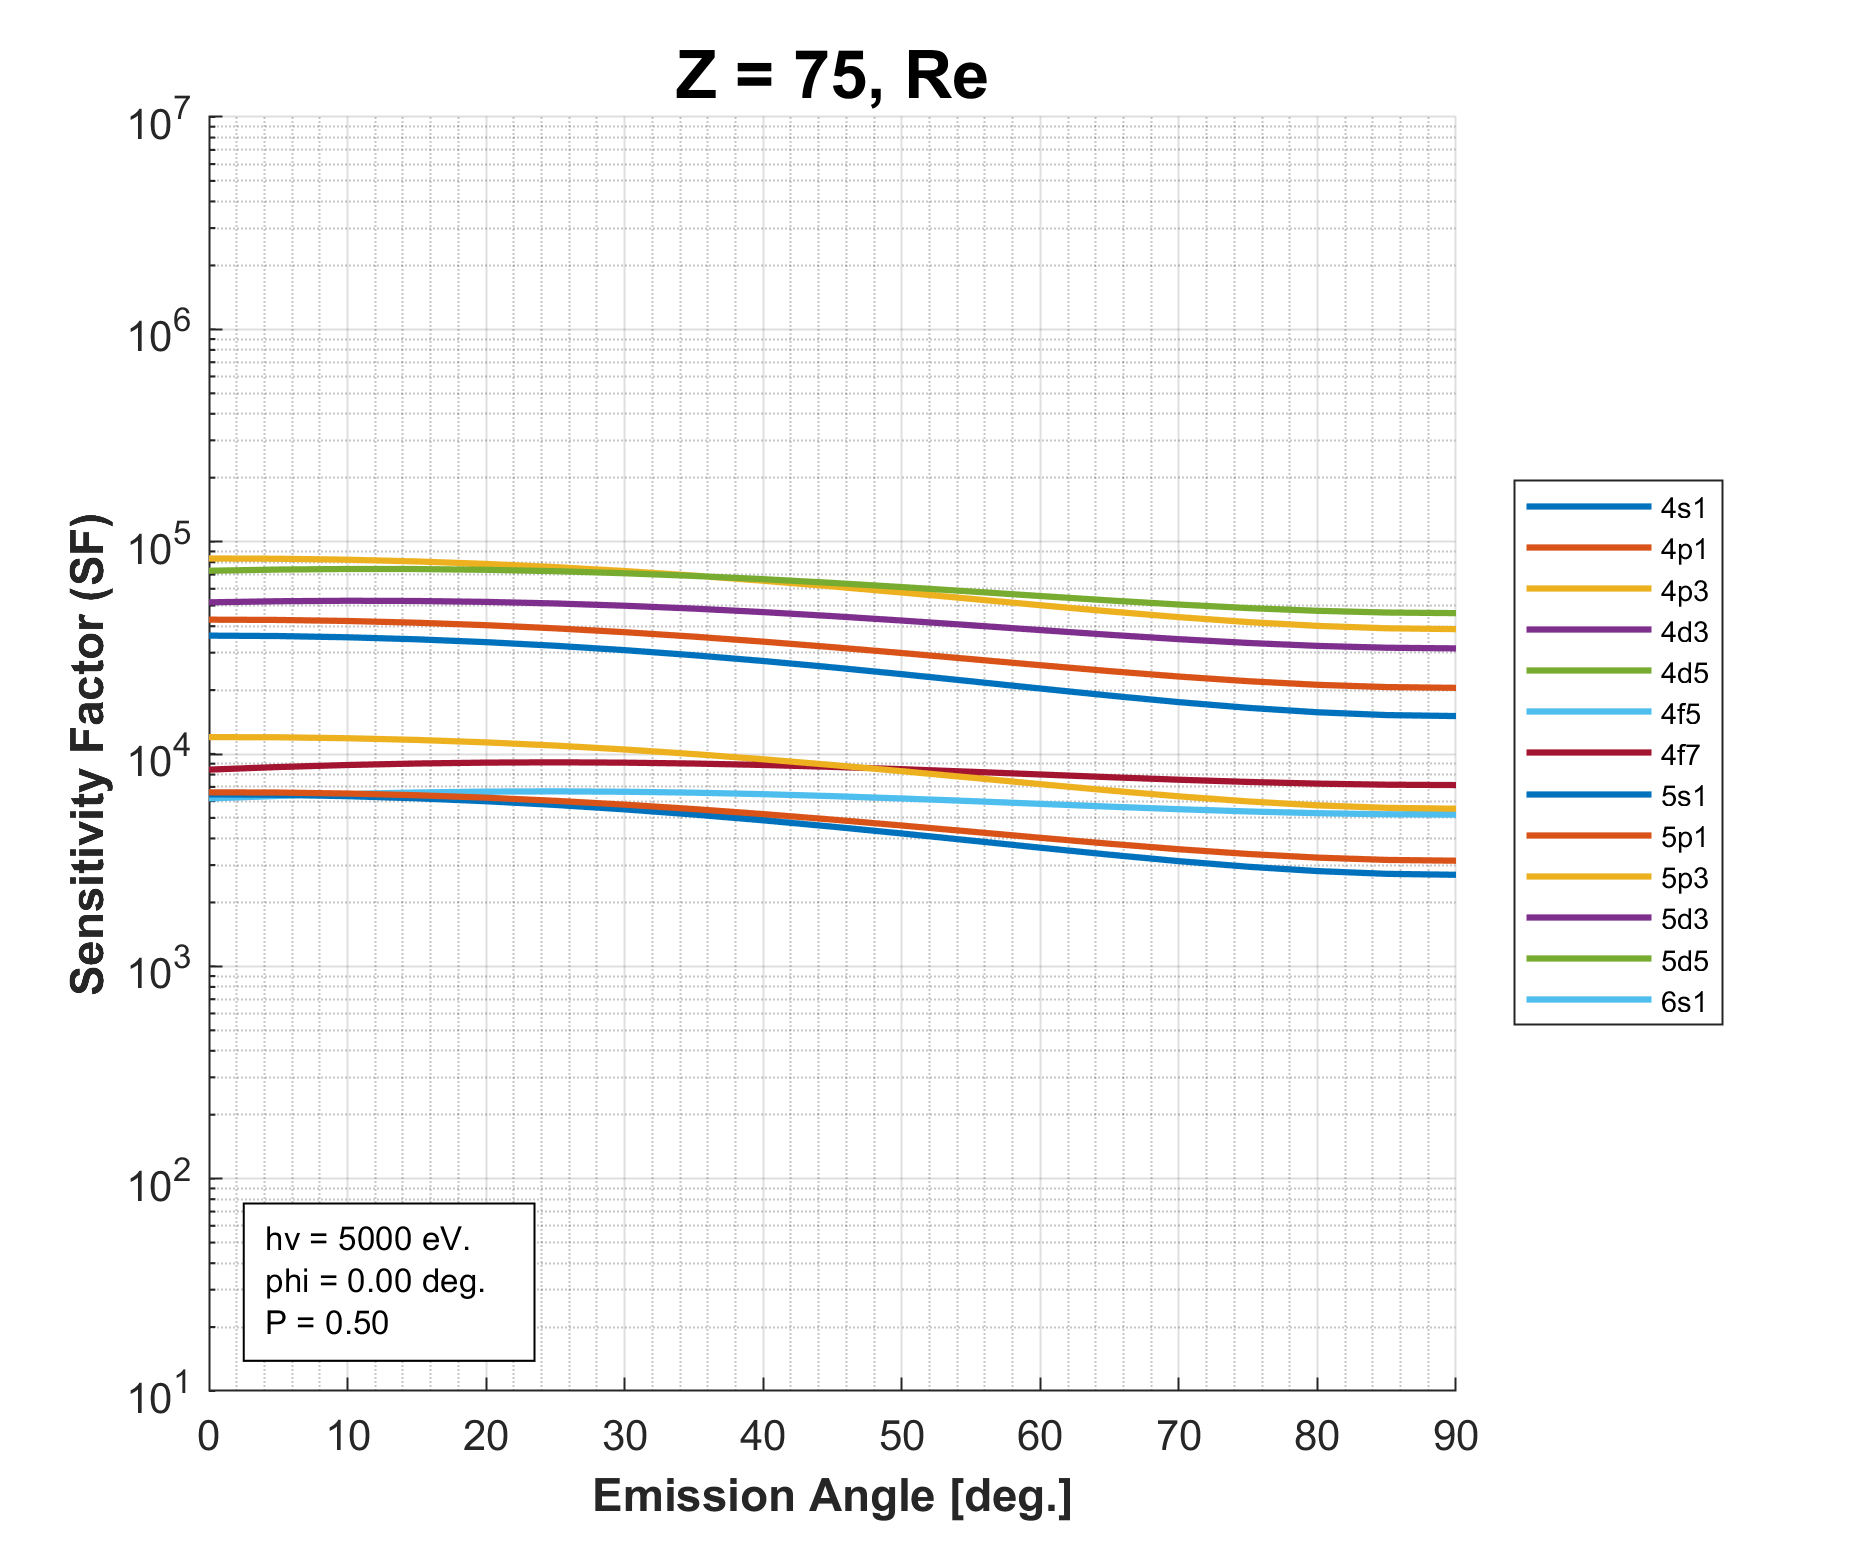 Z = 75, Re
10^7
10^6
10^5
10^4
10^3
10^2
10^1
Sensitivity Factor (SF)
0 10 20 30 40 50 60 70 80 90
Emission Angle [deg.]
hv = 5000 eV.
phi = 0.00 deg.
P = 0.50
4s1
4p1
4p3
4d3
4d5
4f5
4f7
5s1
5p1
5p3
5d3
5d5
6s1